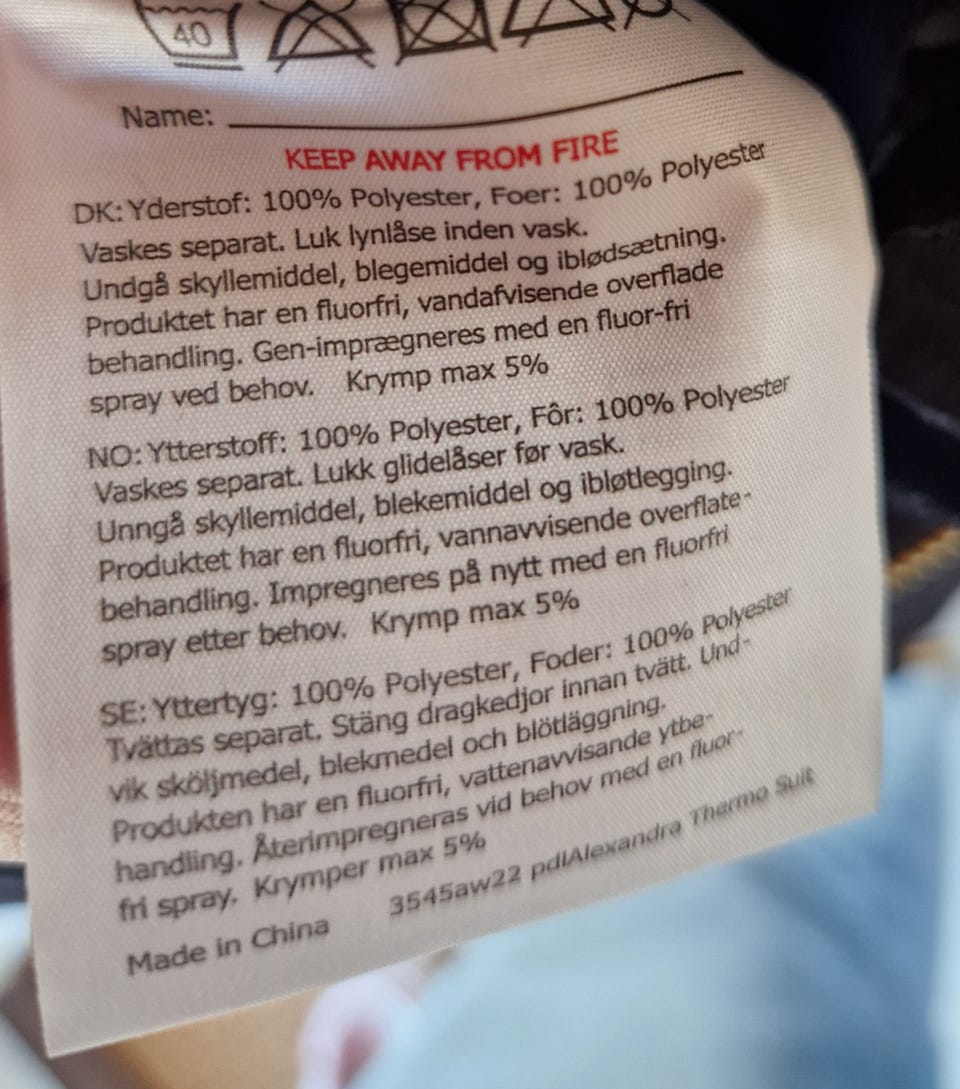 40
Name:
KEEP AWAY FROM FIRE
DK: Yderstof: 100% Polyester, Foer: 100% Polyester
Vaskes separat. Luk lynlåse inden vask.
Undgå skyllemiddel, blegemiddel og iblødsætning.
Produktet har en fluorfri, vandafvisende overflade
behandling. Gen-imprægneres med en fluor-fri
spray ved behov. Krymp max 5%
NO: Ytterstoff: 100% Polyester, Fôr: 100% Polyester
Vaskes separat. Lukk glidelåser før vask.
Unngå skyllemiddel, blekemiddel og ibløtlegging.
Produktet har en fluorfri, vannavvisende overflate-
behandling. Impregneres på nytt med en fluorfri
spray etter behov. Krymp max 5%
SE: Yttertyg: 100% Polyester, Foder: 100% Polyester
Tvättas separat. Stäng dragkedjor innan tvätt. Und-
vik sköljmedel, blekmedel och blötläggning.
Produkten har en fluorfri, vattenavvisande ytbe-
handling. Återimpregneras vid behov med en fluor-
fri spray. Krymper max 5%
Made in China 3545aw22 pdlAlexandra Thermo Suit